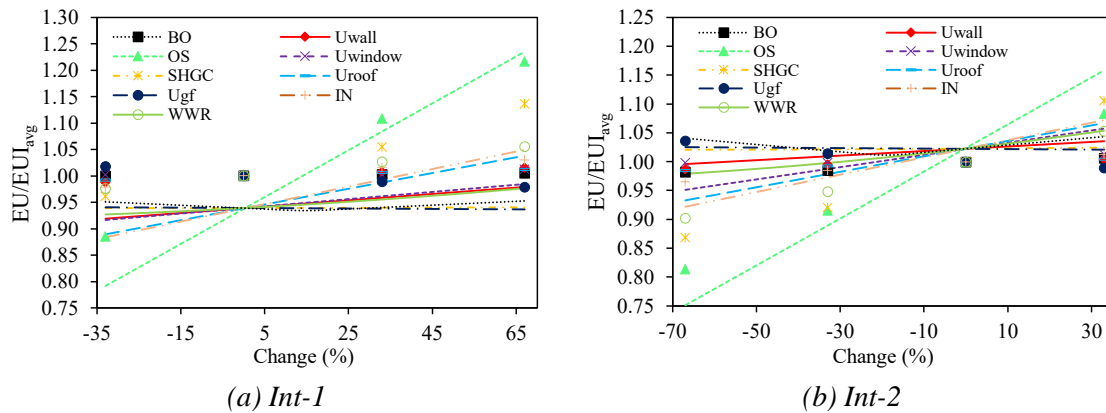 1.30
1.25
1.20
1.15
1.10
1.05
1.00
0.95
0.90
0.85
0.80
0.75
EU/EUIavg
-33 -15 5 25 45 65
Change (%)
BO Uwall
OS Uwindow
SHGC Uroof
Ugf IN
WWR
(a) Int-1
1.25
1.20
1.15
1.10
1.05
1.00
0.95
0.90
0.85
0.80
0.75
EU/EUIavg
-70 -50 -30 -10 10 30
Change (%)
BO Uwall
OS Uwindow
SHGC Uroof
Ugf IN
WWR
(b) Int-2